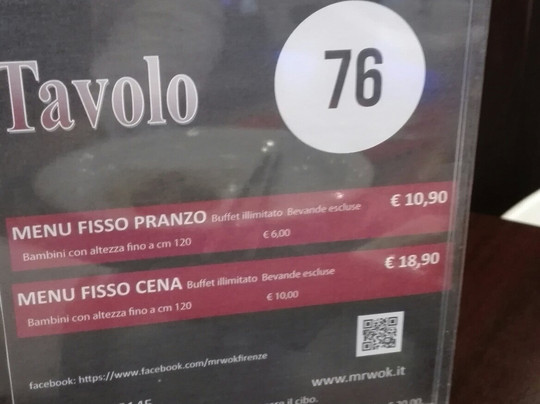 Tavolo 76
MENU FISSO PRANZO Buffet illimitato Bevande escluse € 10,90
Bambini con altezza fino a cm 120 € 6,00
MENU FISSO CENA Buffet illimitato Bevande escluse € 18,90
Bambini con altezza fino a cm 120 € 10,00
facebook: https://www.facebook.com/mrwokfirenze
www.mrwok.it
il cibo.